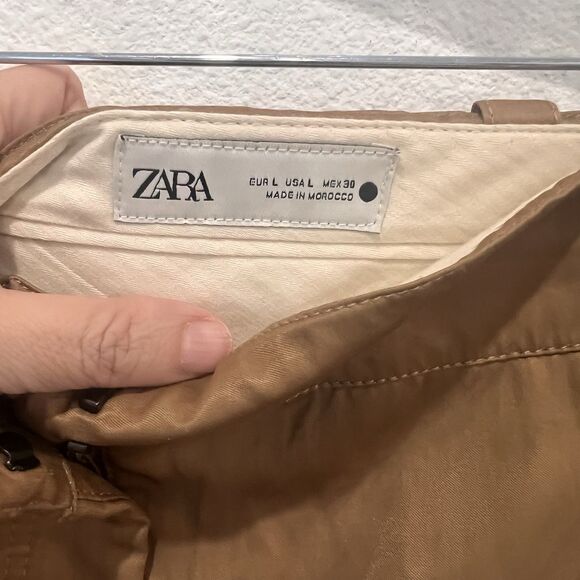 ZARA
EUR L USA L MEX 30
MADE IN MOROCCO